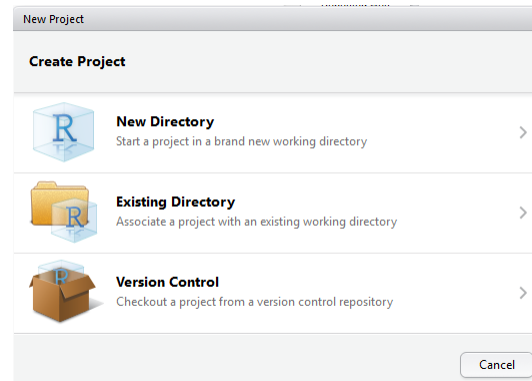 New Project
Create Project
R
New Directory
Start a project in a brand new working directory
R
Existing Directory
Associate a project with an existing working directory
R
Version Control
Checkout a project from a version control repository
Cancel